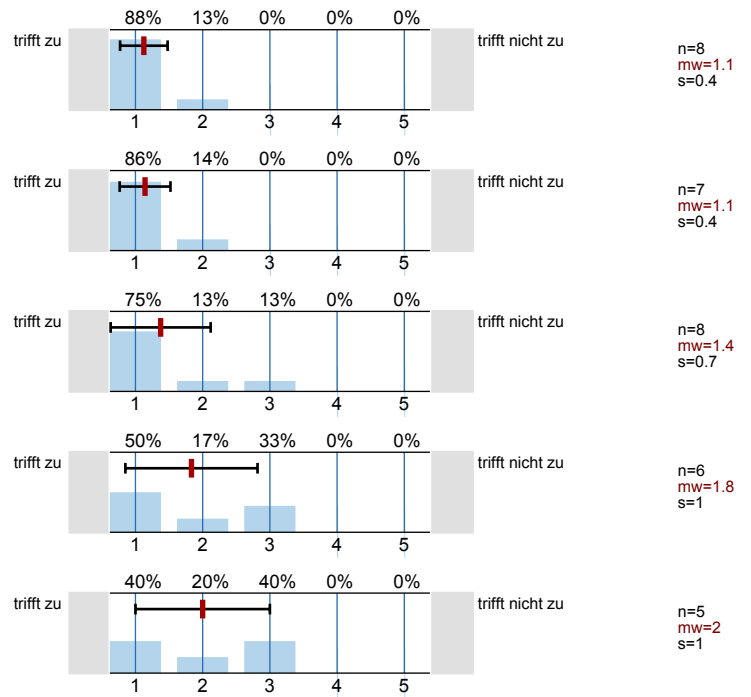 88% 13% 0% 0% 0%
trifft zu trifft nicht zu
n=8
mw=1.1
s=0.4
1 2 3 4 5
86% 14% 0% 0% 0%
trifft zu trifft nicht zu
n=7
mw=1.1
s=0.4
1 2 3 4 5
75% 13% 13% 0% 0%
trifft zu trifft nicht zu
n=8
mw=1.4
s=0.7
1 2 3 4 5
50% 17% 33% 0% 0%
trifft zu trifft nicht zu
n=6
mw=1.8
s=1
1 2 3 4 5
40% 20% 40% 0% 0%
trifft zu trifft nicht zu
n=5
mw=2
s=1
1 2 3 4 5